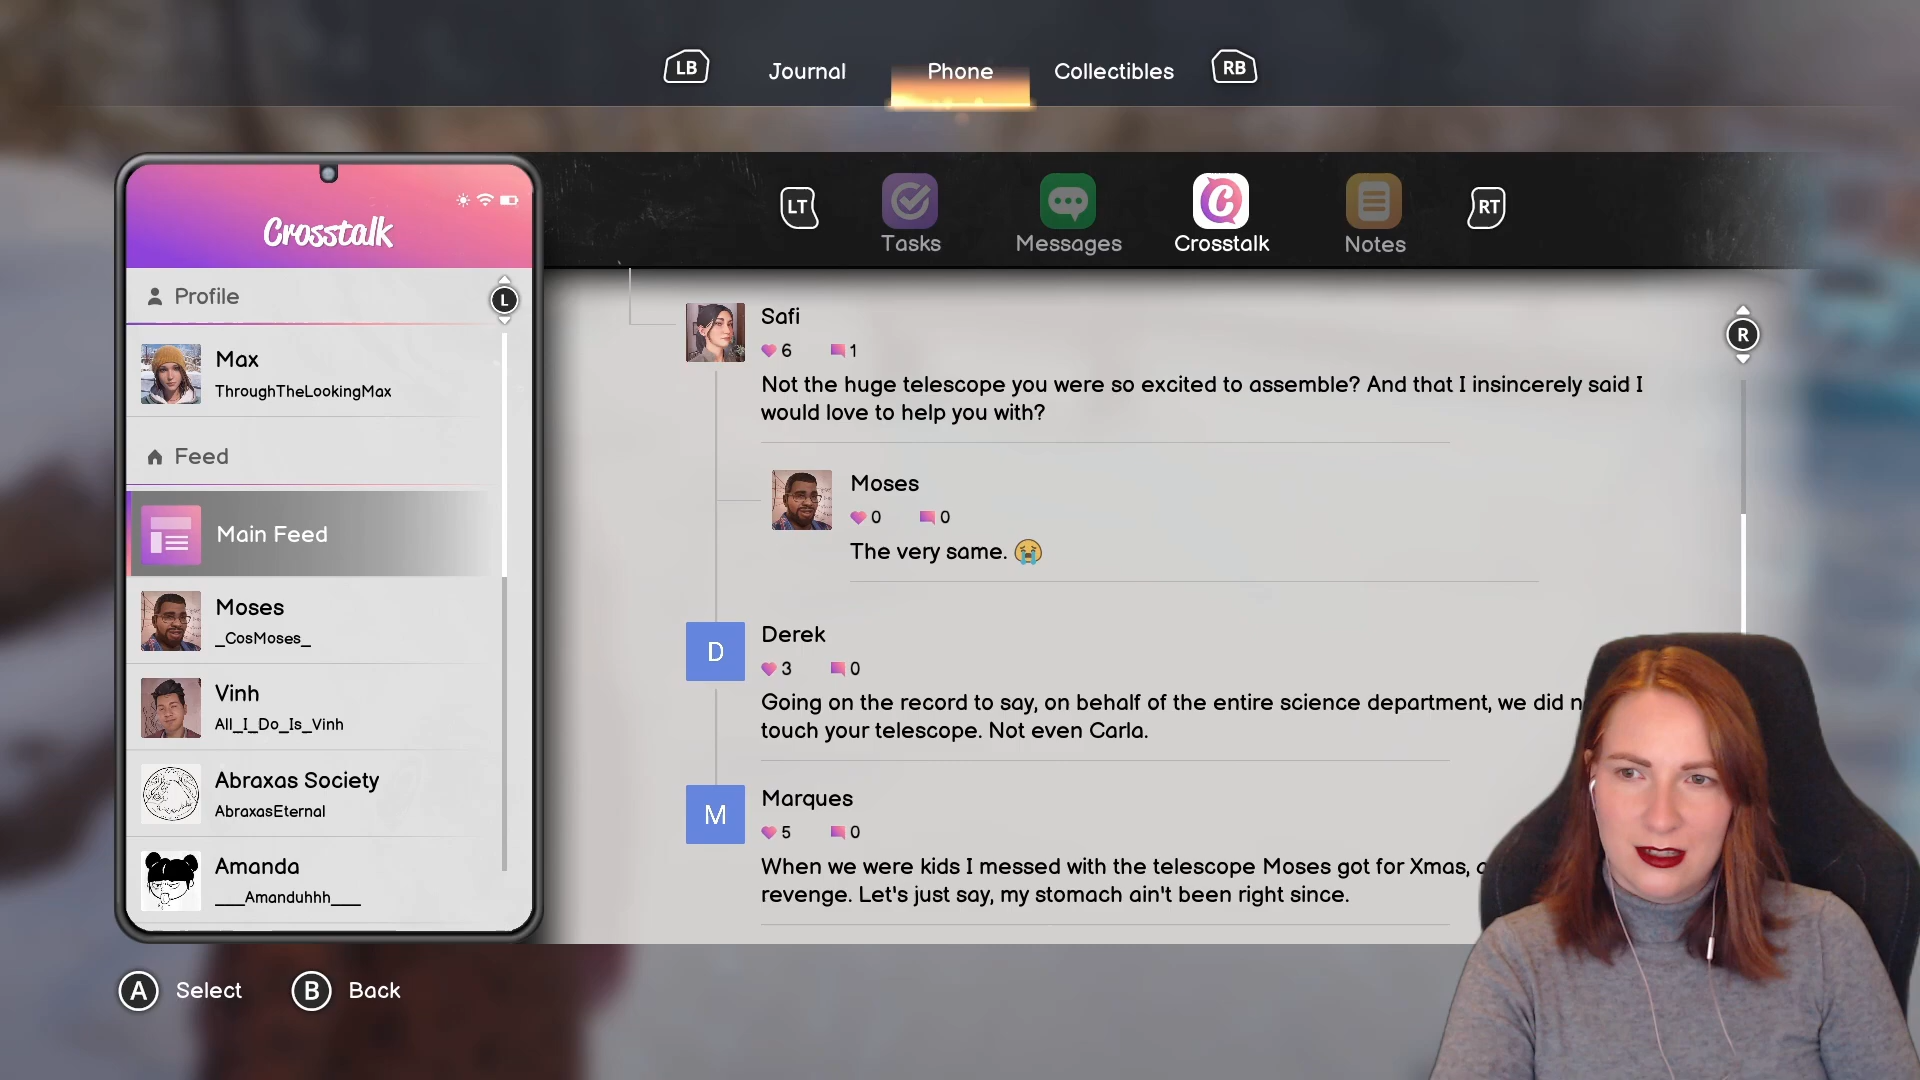 LB Journal Phone Collectibles RB
Crosstalk
LT Tasks Messages Crosstalk Notes RT
Profile L
Max
ThroughTheLookingMax
Feed
Main Feed
Moses
_CosMoses_
Vinh
All_I_Do_Is_Vinh
Abraxas Society
AbraxasEternal
Amanda
___Amanduhhh___
R
Safi
6 1
Not the huge telescope you were so excited to assemble? And that I insincerely said I
would love to help you with?
Moses
0 0
The very same. 😭
D Derek
3 0
Going on the record to say, on behalf of the entire science department, we did
touch your telescope. Not even Carla.
M Marques
5 0
When we were kids I messed with the telescope Moses got for Xmas,
revenge. Let's just say, my stomach ain't been right since.
A Select B Back